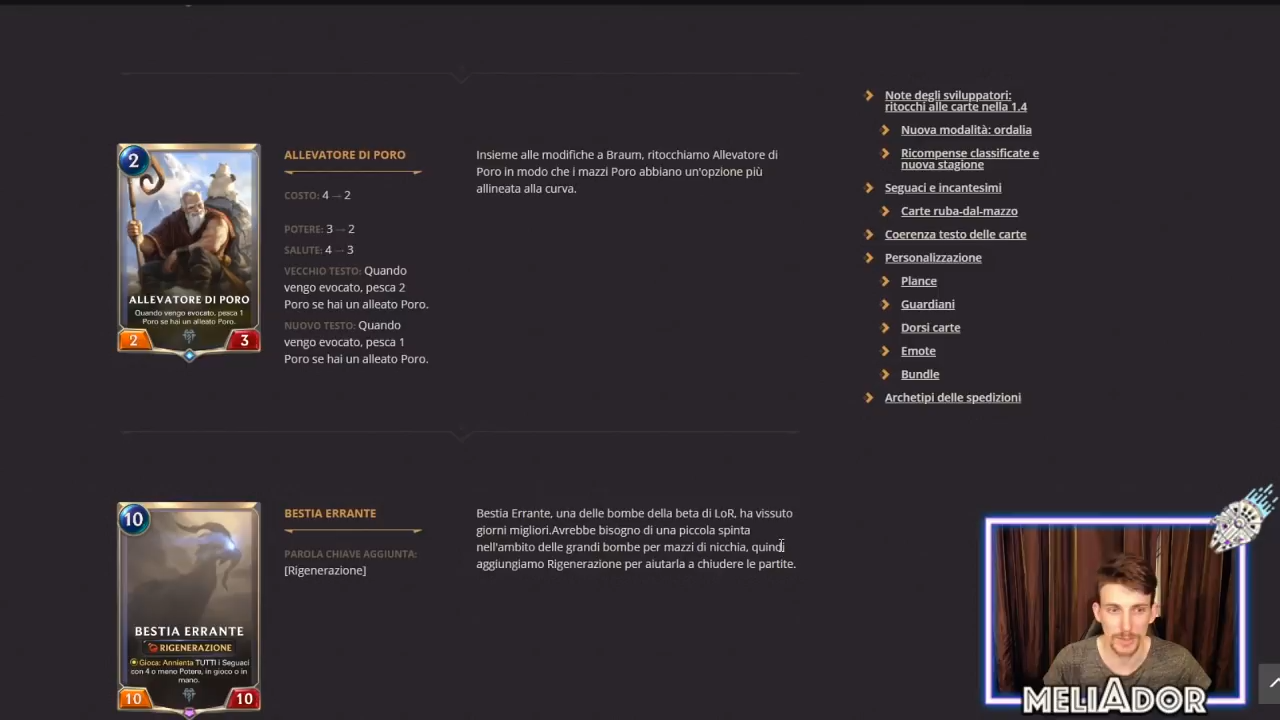 2
ALLEVATORE DI PORO
Quando vengo evocato, pesca 1
Poro se hai un alleato Poro.
2
3
ALLEVATORE DI PORO
COSTO: 4 → 2
POTERE: 3 → 2
SALUTE: 4 → 3
VECCHIO TESTO: Quando
vengo evocato, pesca 2
Poro se hai un alleato Poro.
NUOVO TESTO: Quando
vengo evocato, pesca 1
Poro se hai un alleato Poro.
Insieme alle modifiche a Braum, ritocchiamo Allevatore di
Poro in modo che i mazzi Poro abbiano un'opzione più
allineata alla curva.
10
BESTIA ERRANTE
RIGENERAZIONE
Gioca: Annienta TUTTI i Seguaci
con 4 o meno Potere, in gioco o in
mano.
10
10
BESTIA ERRANTE
PAROLA CHIAVE AGGIUNTA:
[Rigenerazione]
Bestia Errante, una delle bombe della beta di LoR, ha vissuto
giorni migliori.Avrebbe bisogno di una piccola spinta
nell'ambito delle grandi bombe per mazzi di nicchia, quindi
aggiungiamo Rigenerazione per aiutarla a chiudere le partite.
Note degli sviluppatori:
ritocchi alle carte nella 1.4
Nuova modalità: ordalia
Ricompense classificate e
nuova stagione
Seguaci e incantesimi
Carte ruba-dal-mazzo
Coerenza testo delle carte
Personalizzazione
Plance
Guardiani
Dorsi carte
Emote
Bundle
Archetipi delle spedizioni
MELIADOR